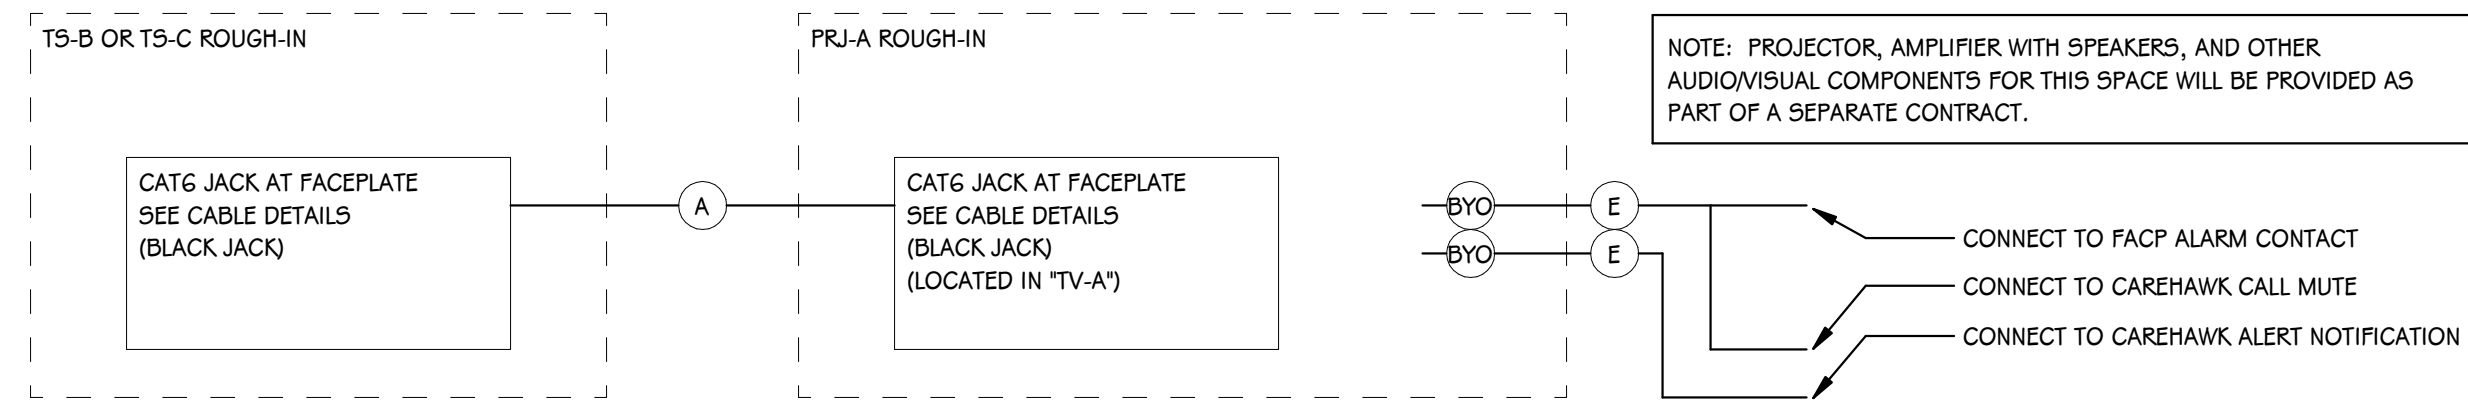 TS-B OR TS-C ROUGH-IN
CAT6 JACK AT FACEPLATE
SEE CABLE DETAILS
(BLACK JACK)
A
PRJ-A ROUGH-IN
CAT6 JACK AT FACEPLATE
SEE CABLE DETAILS
(BLACK JACK)
(LOCATED IN "TV-A")
BYO
E
BYO
E
NOTE: PROJECTOR, AMPLIFIER WITH SPEAKERS, AND OTHER
AUDIO/VISUAL COMPONENTS FOR THIS SPACE WILL BE PROVIDED AS
PART OF A SEPARATE CONTRACT.
CONNECT TO FACP ALARM CONTACT
CONNECT TO CAREHAWK CALL MUTE
CONNECT TO CAREHAWK ALERT NOTIFICATION